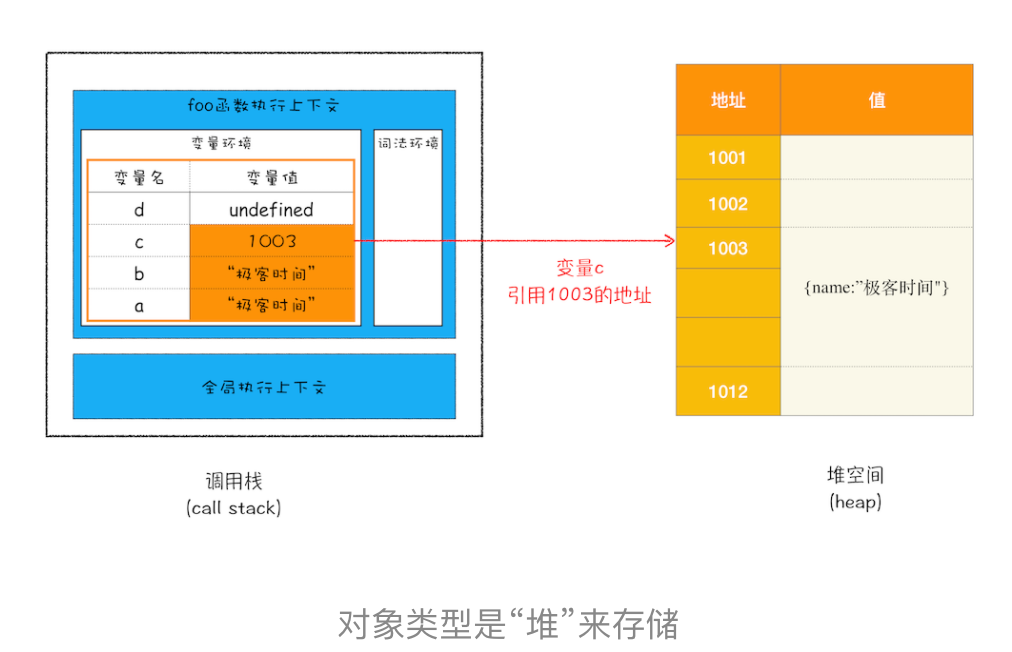 foo函数执行上下文
变量环境
词法环境
变量名 变量值
d undefined
c 1003
b “极客时间”
a “极客时间”
全局执行上下文
调用栈
(call stack)
变量c
引用1003的地址
地址 值
1001
1002
1003
{name:”极客时间"}
1012
堆空间
(heap)
对象类型是“堆”来存储